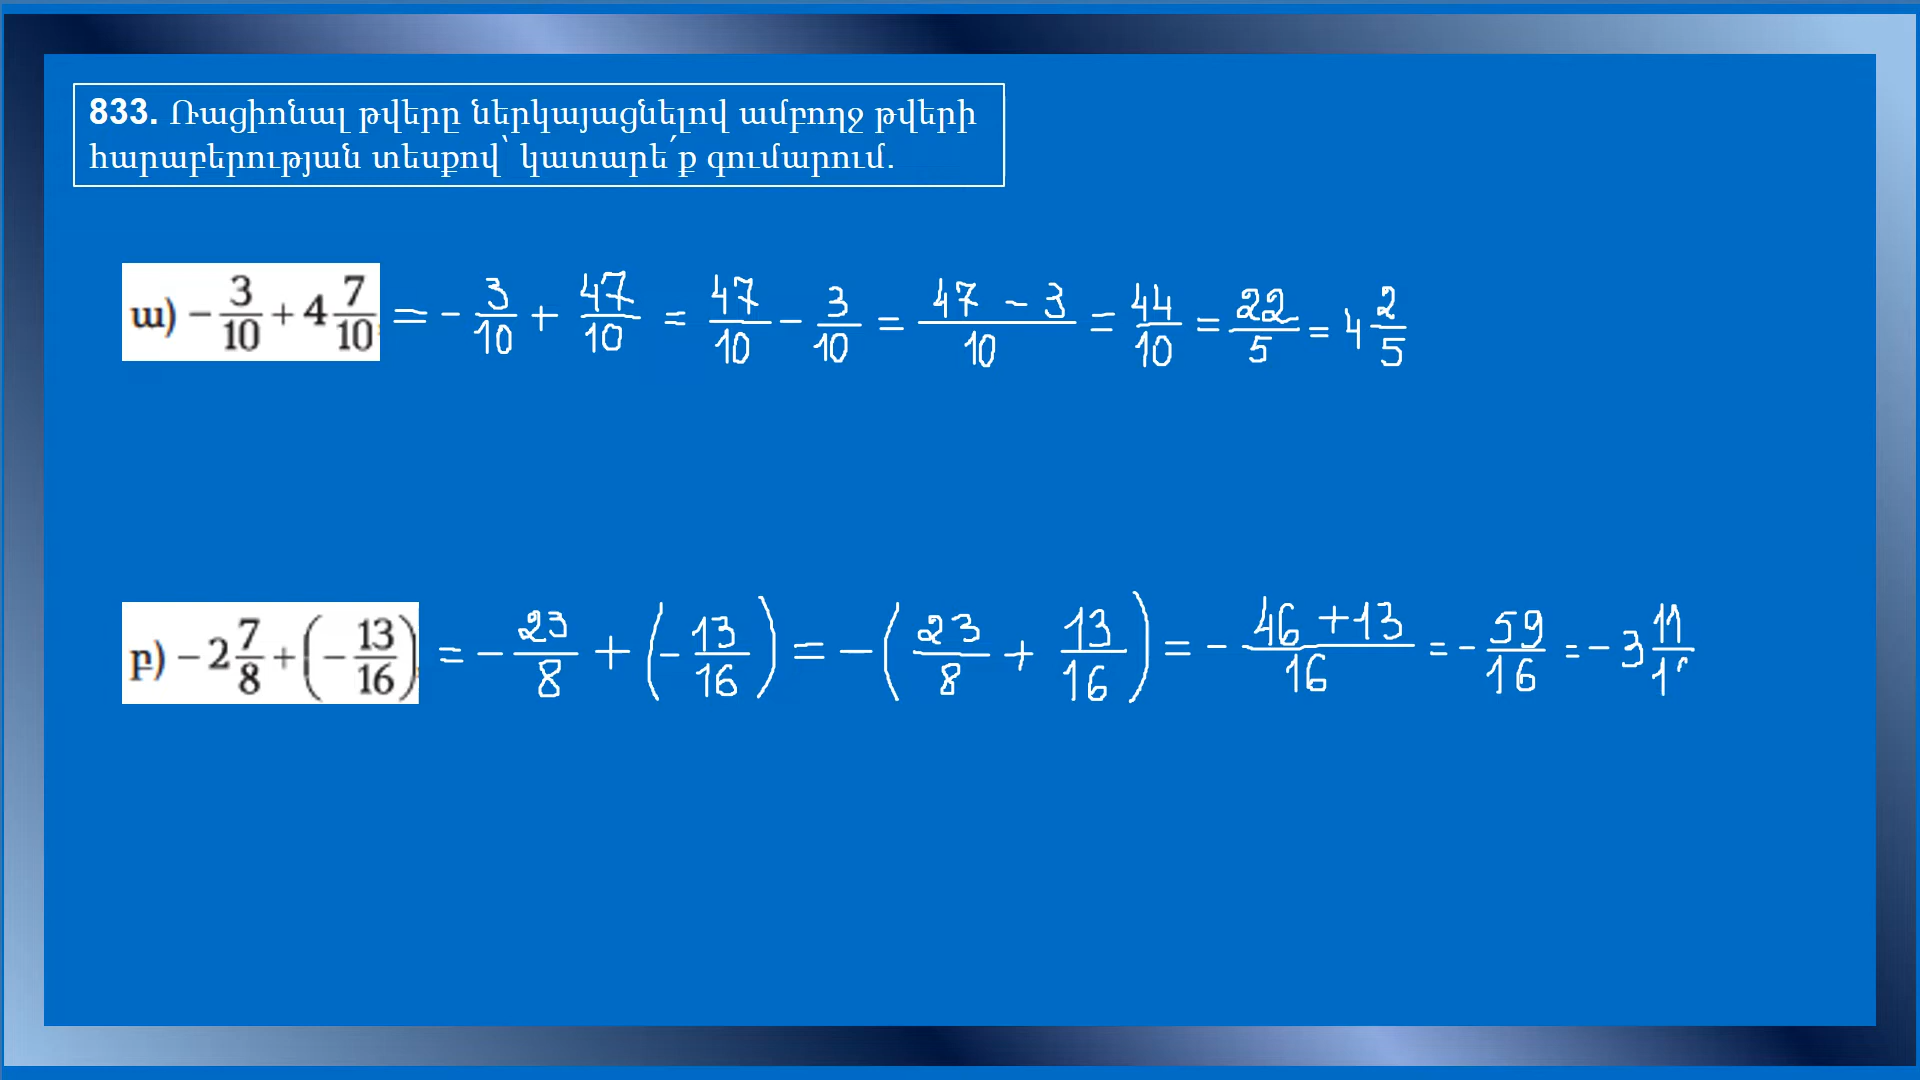 833. Ռացիոնալ թվերը ներկայացնելով ամբողջ թվերի
հարաբերության տեսքով՝ կատարե՛ք գումարում.
ա) −3/10 + 4 7/10 = − 3/10 + 47/10 = 47/10 − 3/10 = 47 − 3/10 = 44/10 = 22/5 = 4 2/5
բ) −2 7/8 + (− 13/16) = − 23/8 + (− 13/16) = − (23/8 + 13/16) = − 46 + 13/16 = − 59/16 = − 3 11/